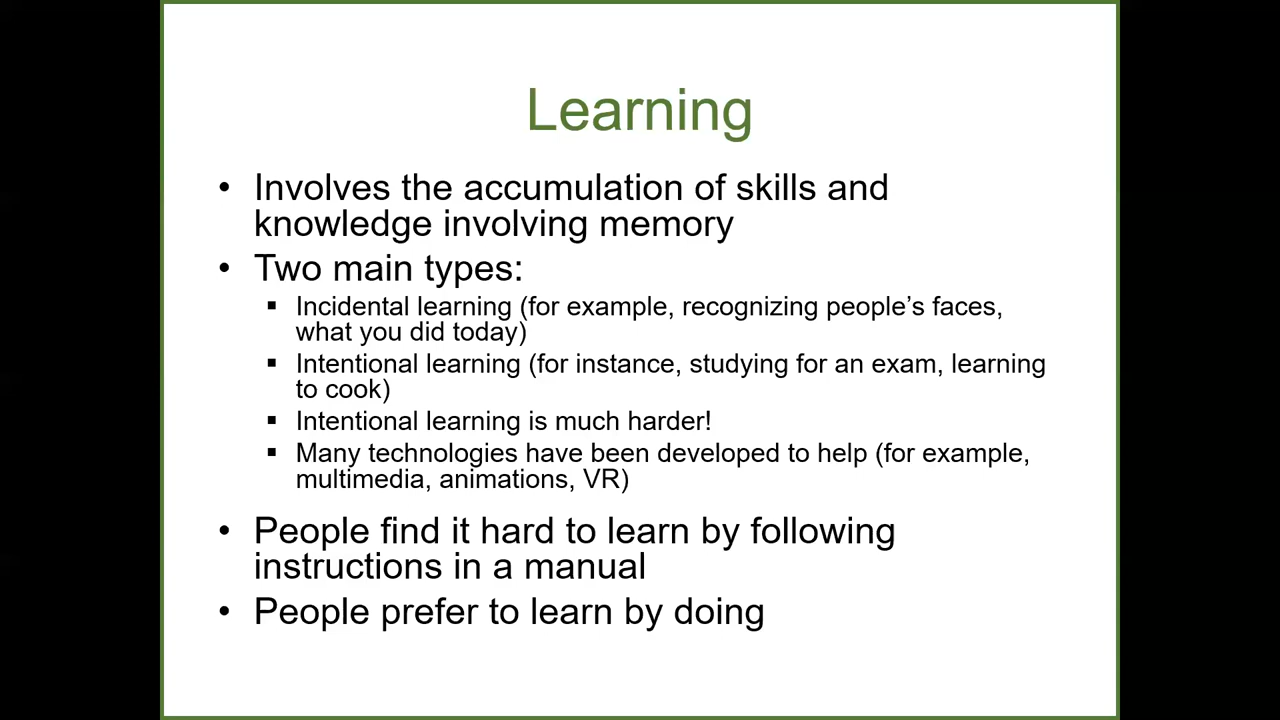 Learning
• Involves the accumulation of skills and
knowledge involving memory
• Two main types:
▪ Incidental learning (for example, recognizing people’s faces,
what you did today)
▪ Intentional learning (for instance, studying for an exam, learning
to cook)
▪ Intentional learning is much harder!
▪ Many technologies have been developed to help (for example,
multimedia, animations, VR)
• People find it hard to learn by following
instructions in a manual
• People prefer to learn by doing